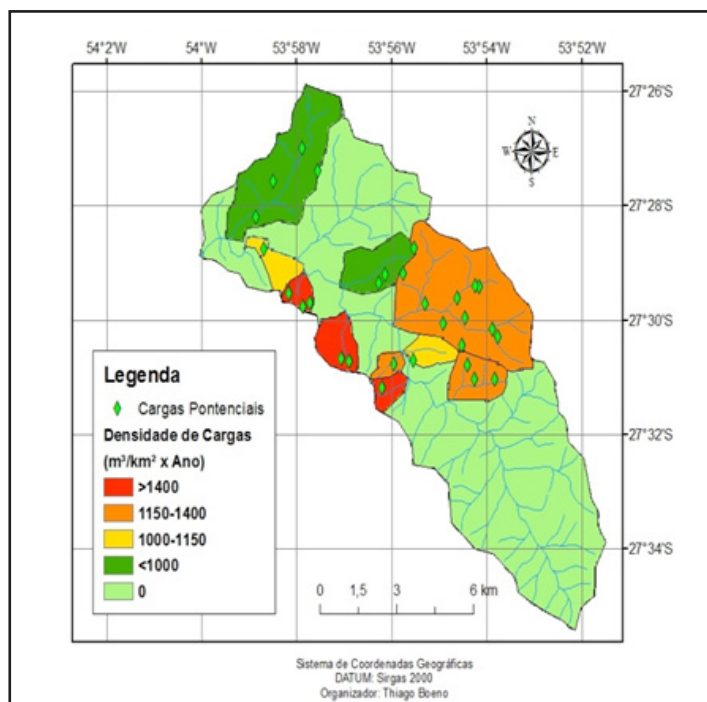 54°2'W 54°W 53°58'W 53°56'W 53°54'W 53°52'W
27°26'S
27°28'S
27°30'S
27°32'S
27°34'S
N
W E
S
Legenda
Cargas Pontenciais
Densidade de Cargas
(m³/km² x Ano)
>1400
1150-1400
1000-1150
<1000
0
0 1,5 3 6 km
Sistema de Coordenadas Geográficas
DATUM: Sirgas 2000
Organizador: Thiago Boeno